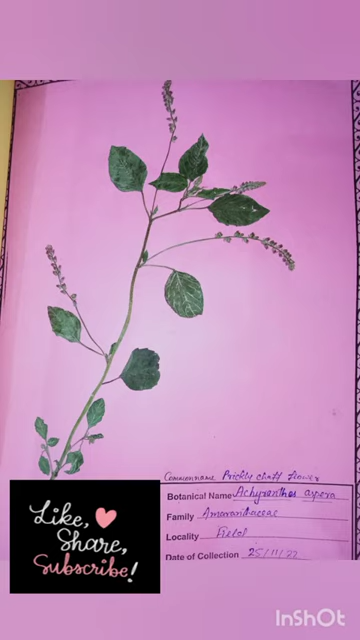 Common name Prickly chaff flower
Botanical Name Achyranthes aspera
Family Amaranthaceae
Locality Field
Date of Collection 25/11/22
Like,
Share,
Subscribe!
InShOt